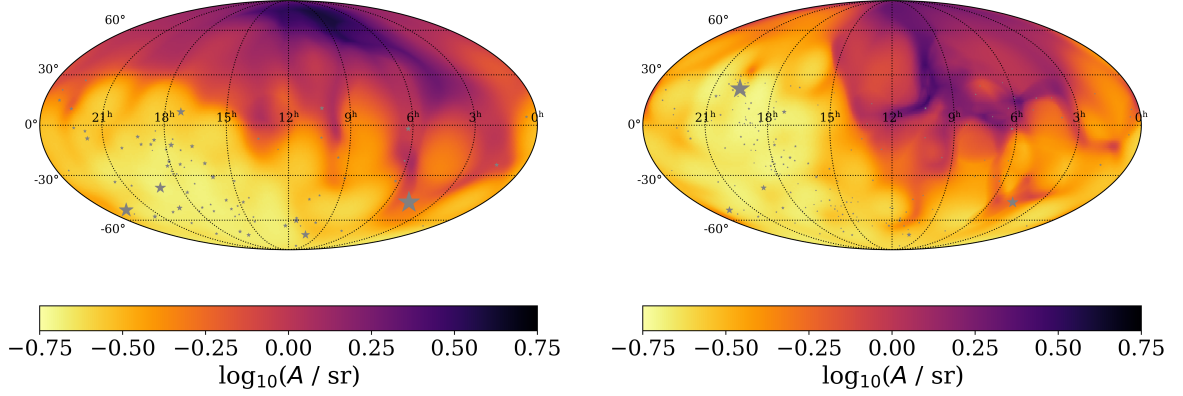 60° 60°
30° 30°
21ʰ 18ʰ 15ʰ 12ʰ 9ʰ 6ʰ 3ʰ 0ʰ 21ʰ 18ʰ 15ʰ 12ʰ 9ʰ 6ʰ 3ʰ 0ʰ
0° 0°
-30° -30°
-60° -60°
−0.75 −0.50 −0.25 0.00 0.25 0.50 0.75 −0.75 −0.50 −0.25 0.00 0.25 0.50 0.75
log₁₀(A / sr) log₁₀(A / sr)